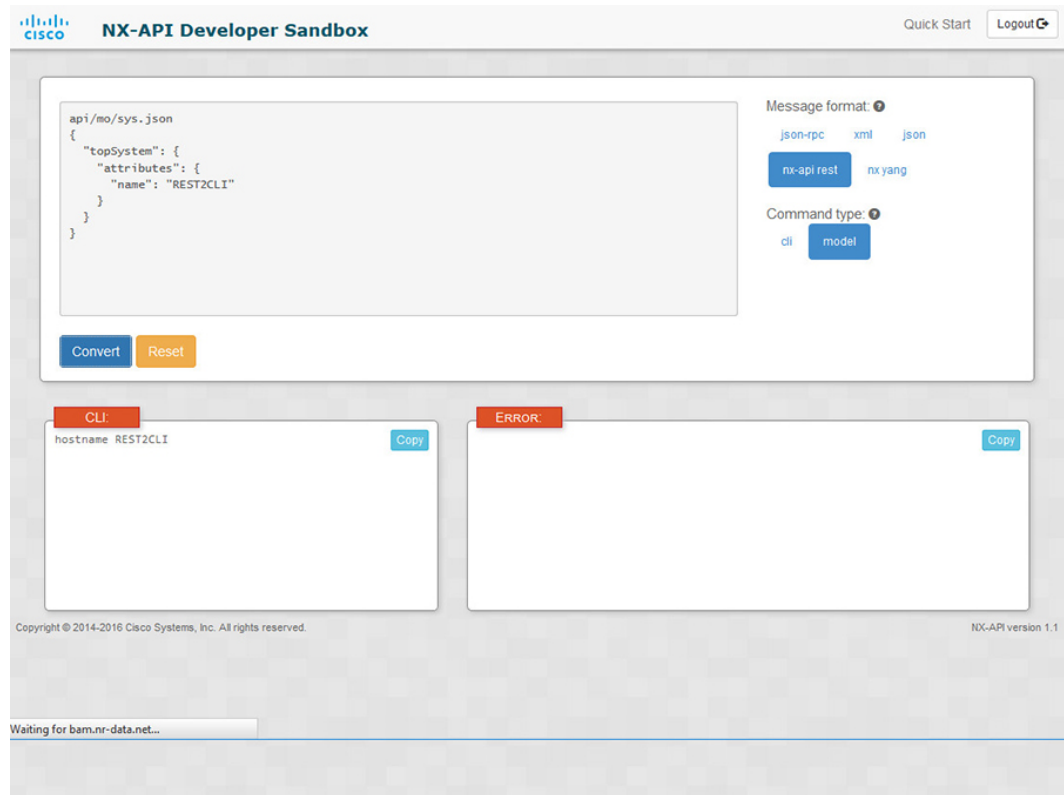 CISCO
NX-API Developer Sandbox
Quick Start
Logout
api/mo/sys.json
{
  "topSystem": {
    "attributes": {
      "name": "REST2CLI"
    }
  }
}
Message format:
json-rpc xml json
nx-api rest nx yang
Command type:
cli model
Convert Reset
CLI:
hostname REST2CLI
Copy
ERROR:
Copy
Copyright © 2014-2016 Cisco Systems, Inc. All rights reserved.
NX-API version 1.1
Waiting for bam.nr-data.net...